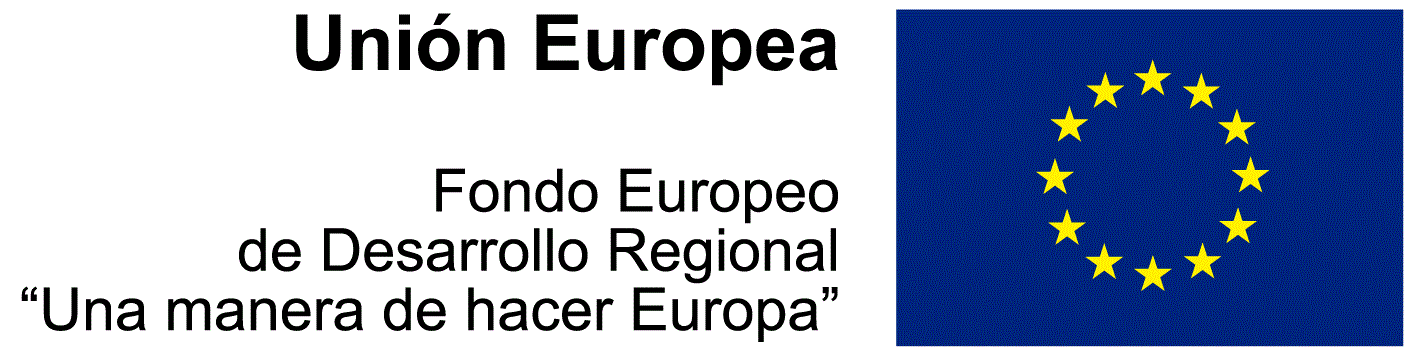 Unión Europea
Fondo Europeo
de Desarrollo Regional
“Una manera de hacer Europa”